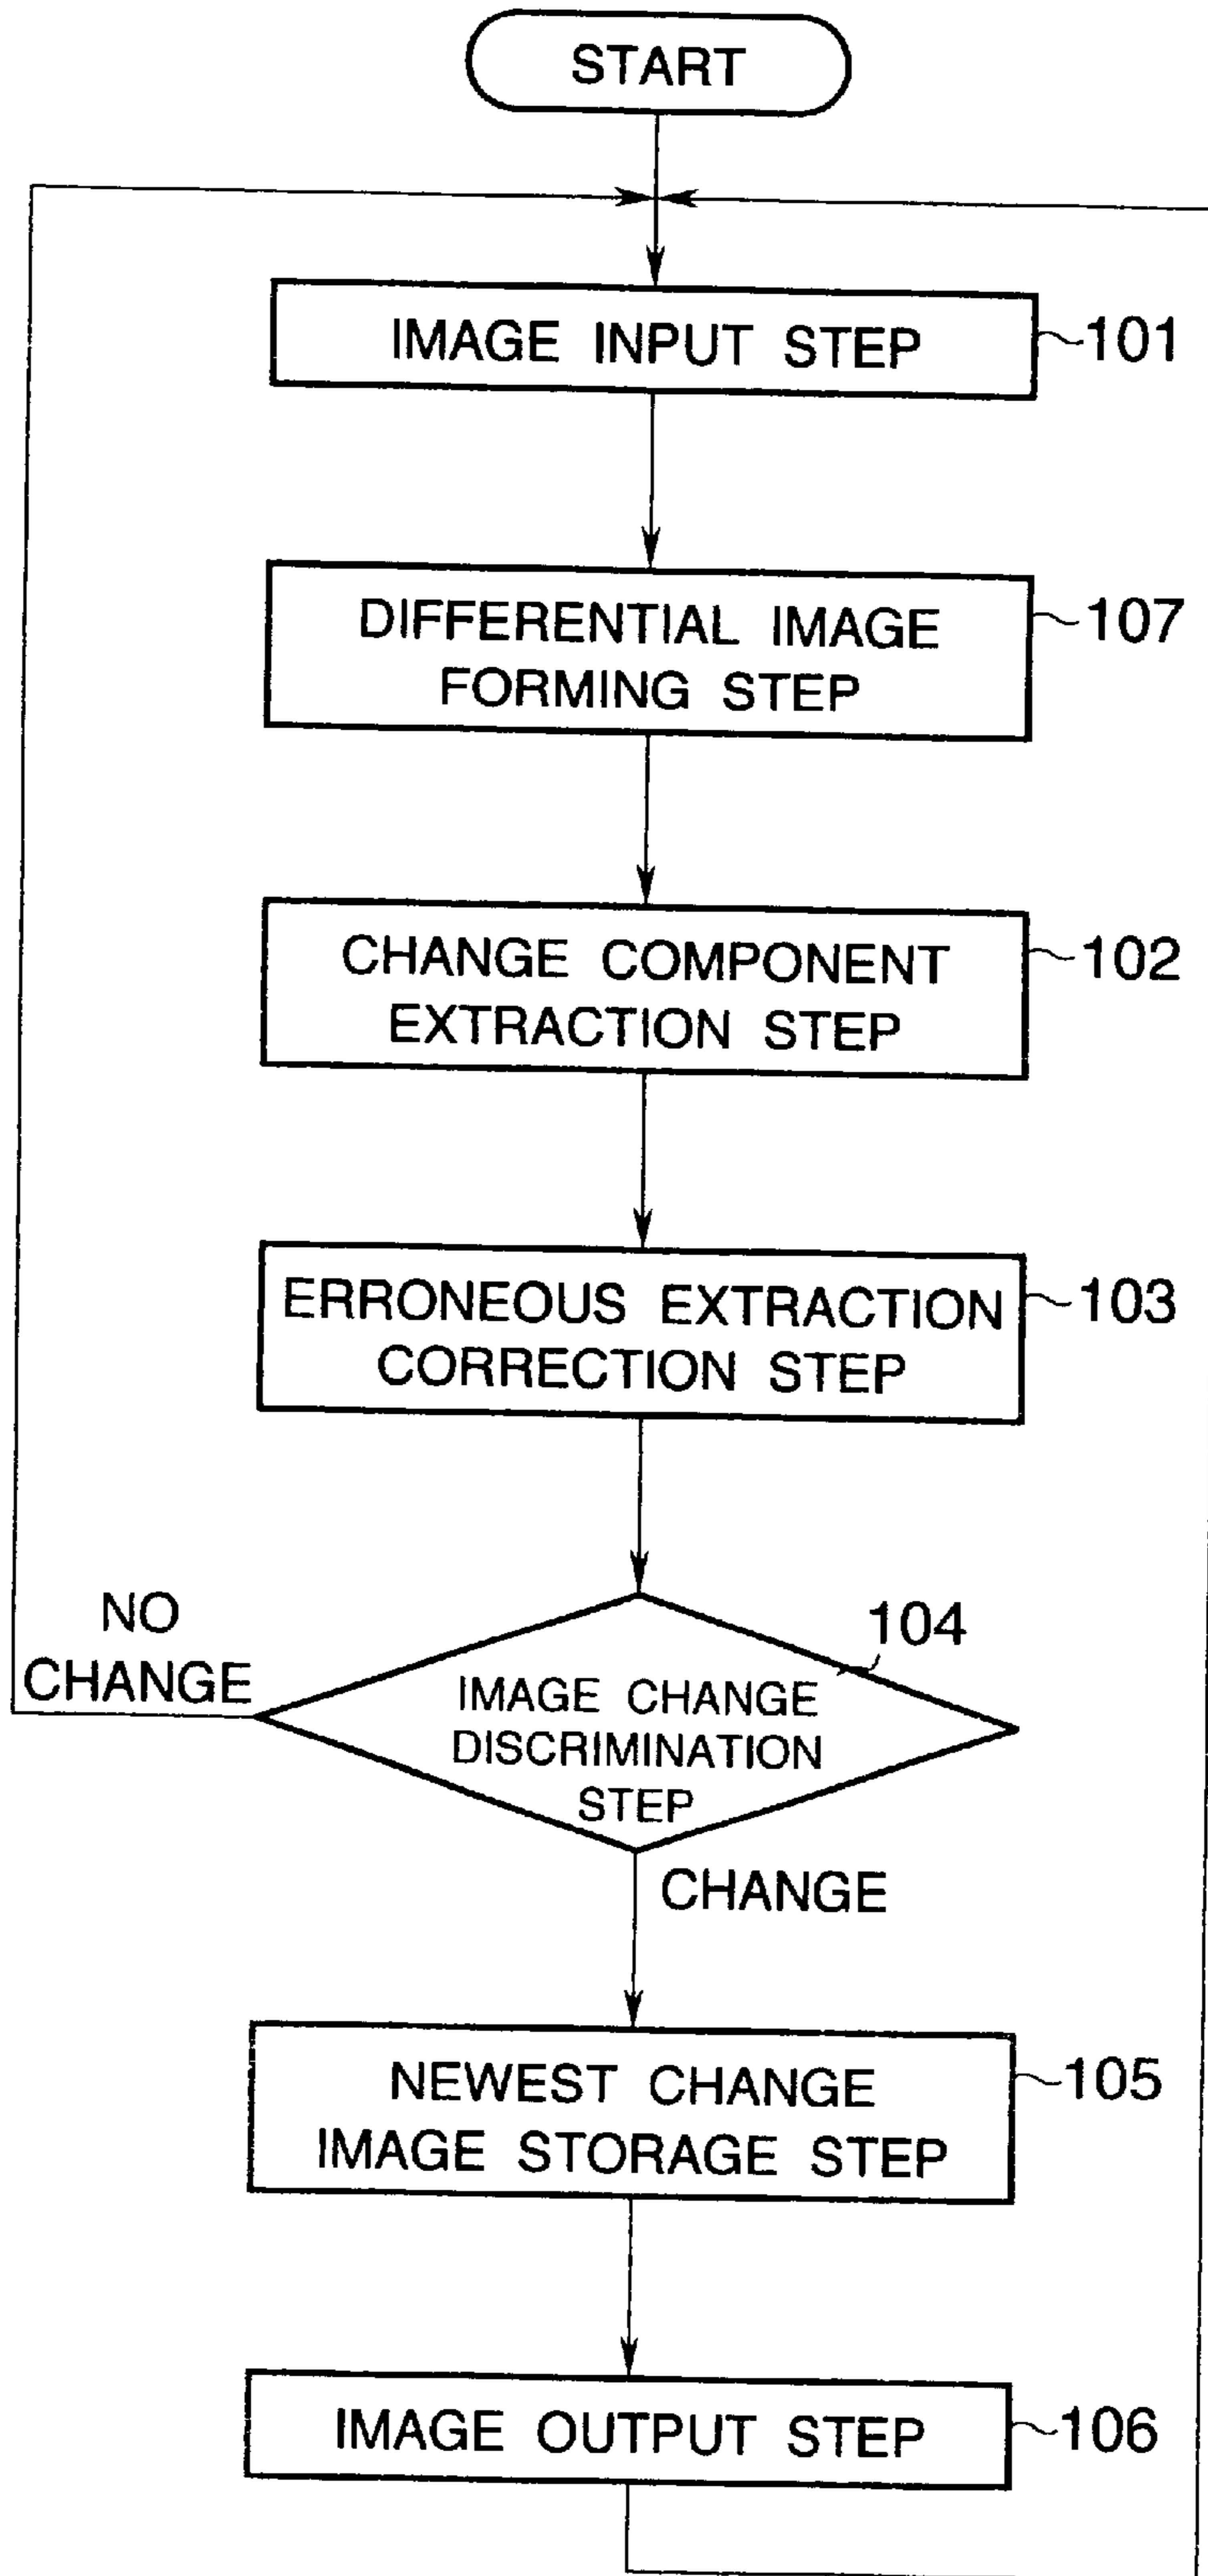 START
IMAGE INPUT STEP
101
DIFFERENTIAL IMAGE
FORMING STEP
107
CHANGE COMPONENT
EXTRACTION STEP
102
ERRONEOUS EXTRACTION
CORRECTION STEP
103
NO
CHANGE
104
IMAGE CHANGE
DISCRIMINATION
STEP
CHANGE
NEWEST CHANGE
IMAGE STORAGE STEP
105
IMAGE OUTPUT STEP
106